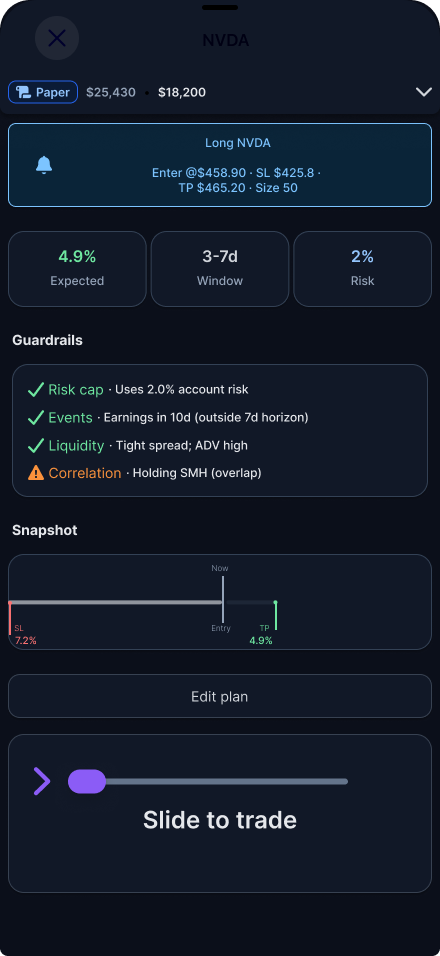 NVDA
Paper $25,430 • $18,200
Long NVDA
Enter @$458.90 · SL $425.8 ·
TP $465.20 · Size 50
4.9% 3-7d 2%
Expected Window Risk
Guardrails
Risk cap · Uses 2.0% account risk
Events · Earnings in 10d (outside 7d horizon)
Liquidity · Tight spread; ADV high
Correlation · Holding SMH (overlap)
Snapshot
Now
SL Entry TP
7.2% 4.9%
Edit plan
Slide to trade